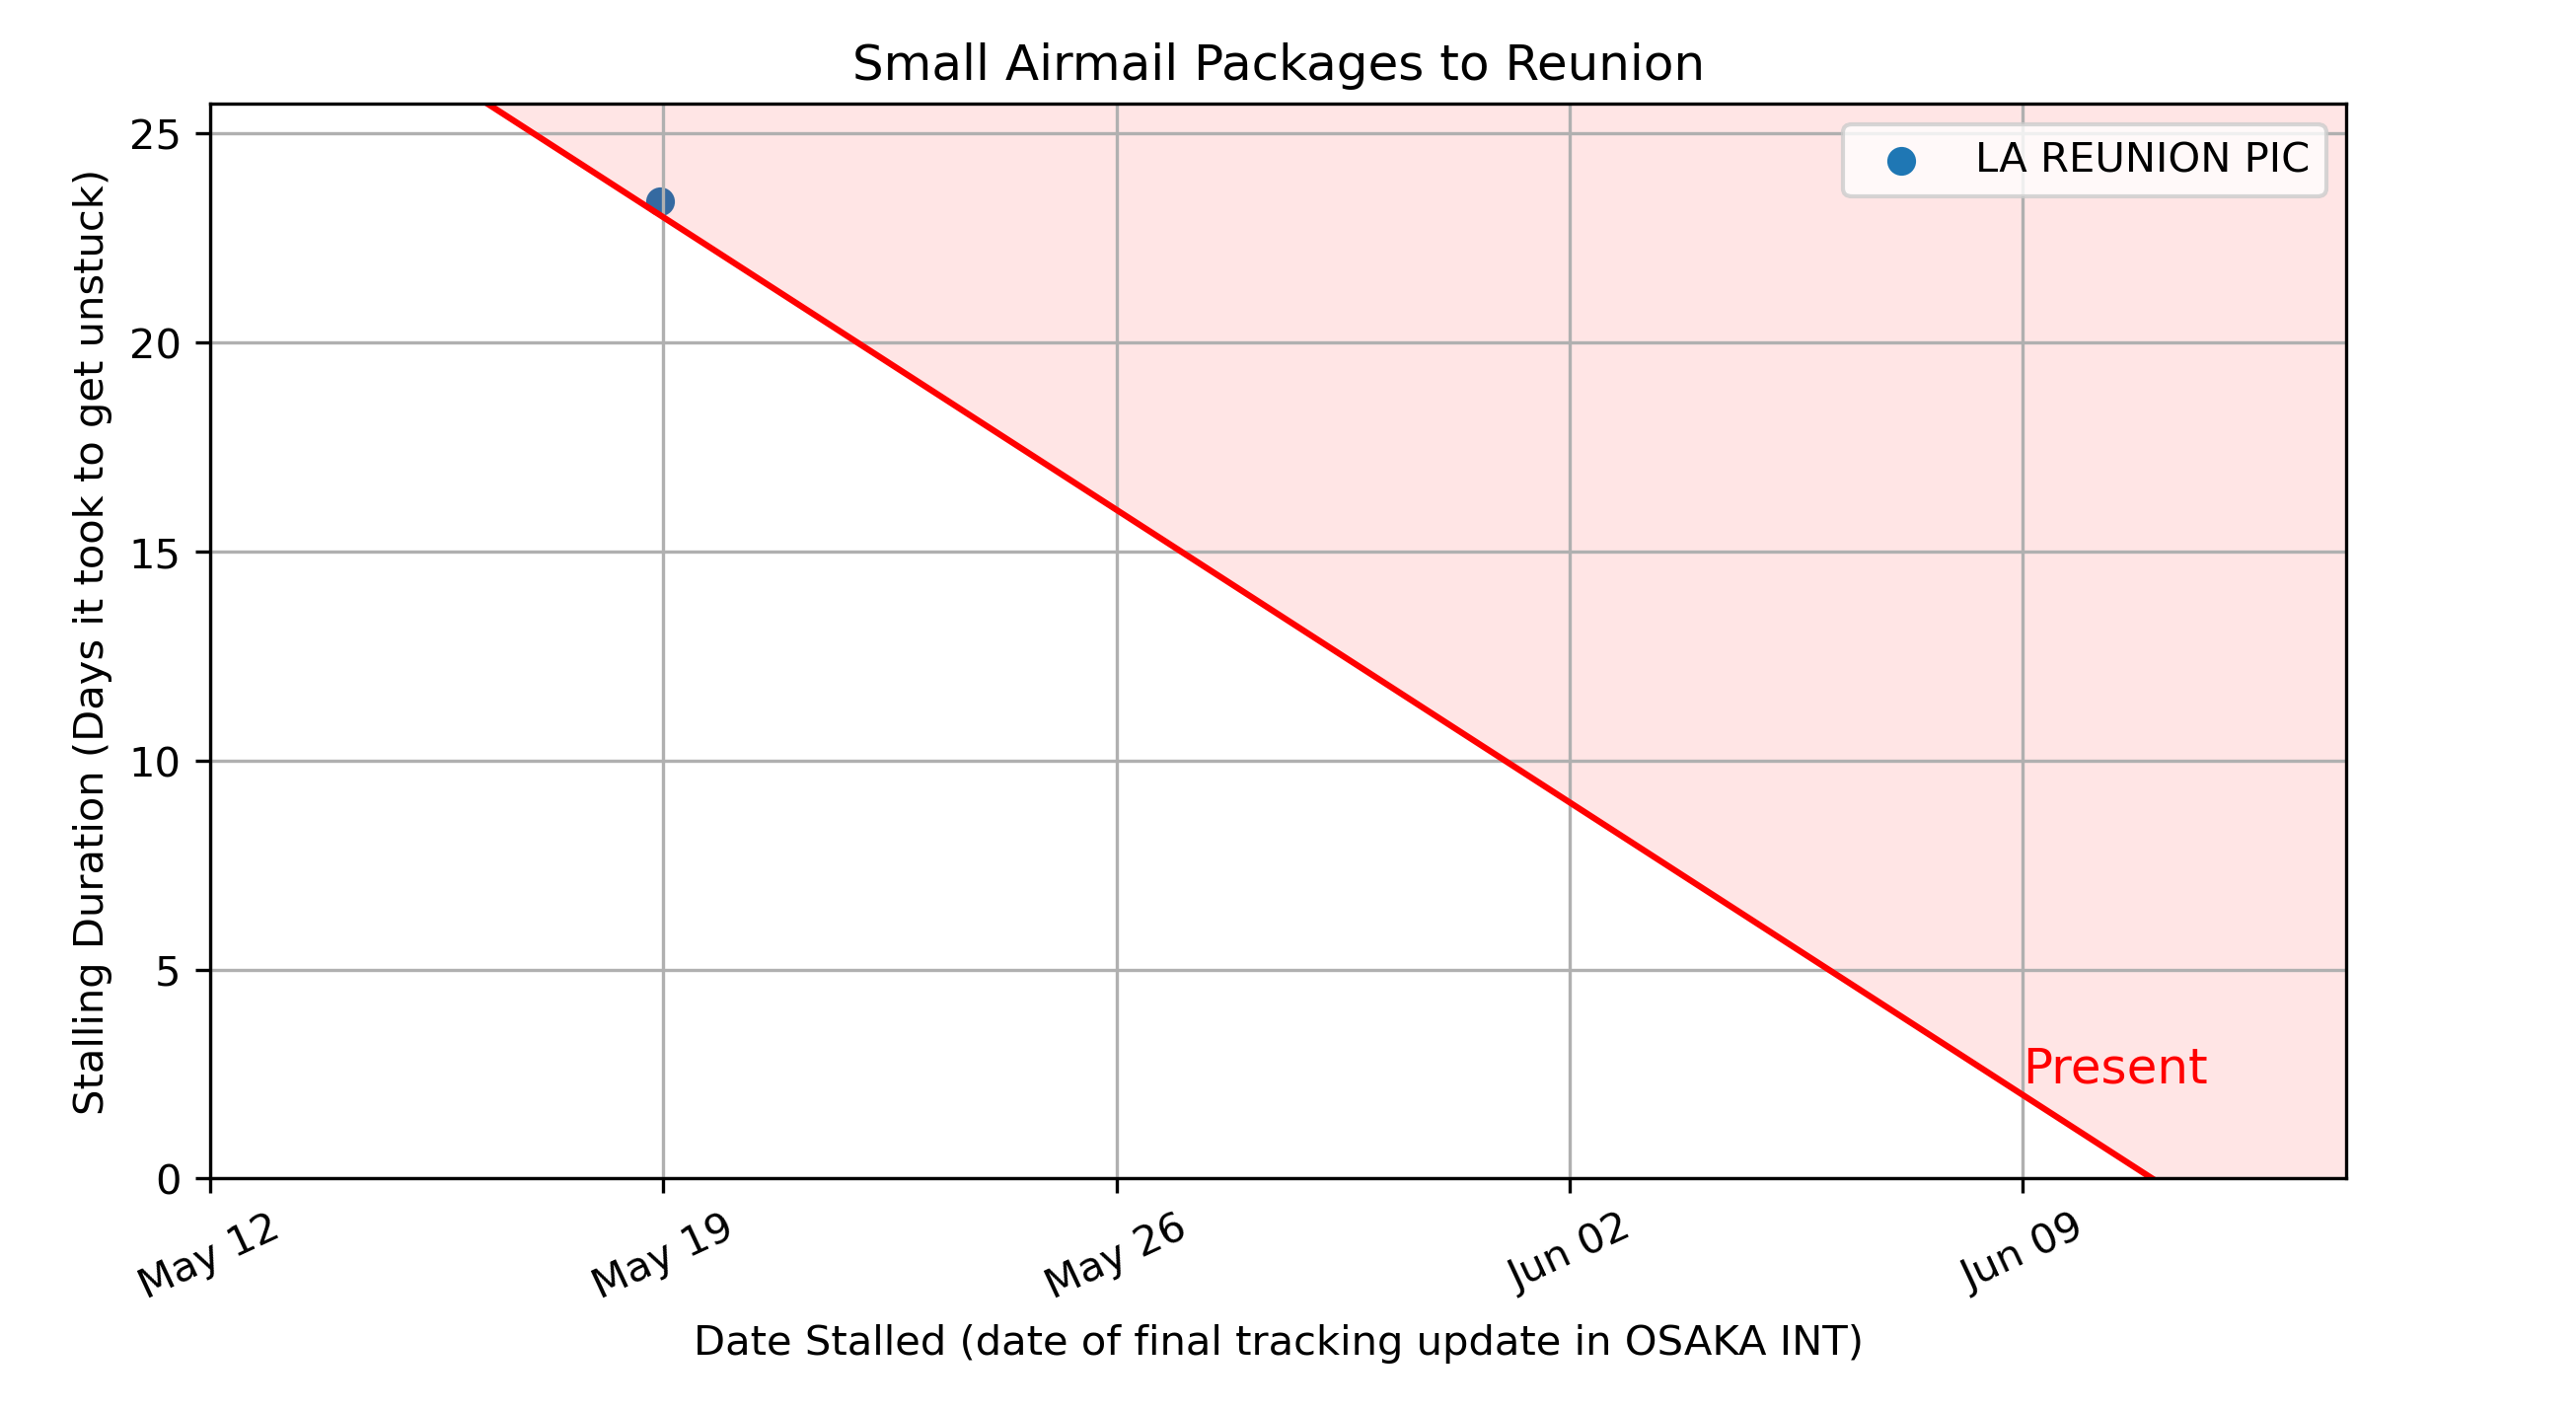 Small Airmail Packages to Reunion
LA REUNION PIC
Stalling Duration (Days it took to get unstuck)
25
20
15
10
5
0
Present
May 12
May 19
May 26
Jun 02
Jun 09
Date Stalled (date of final tracking update in OSAKA INT)